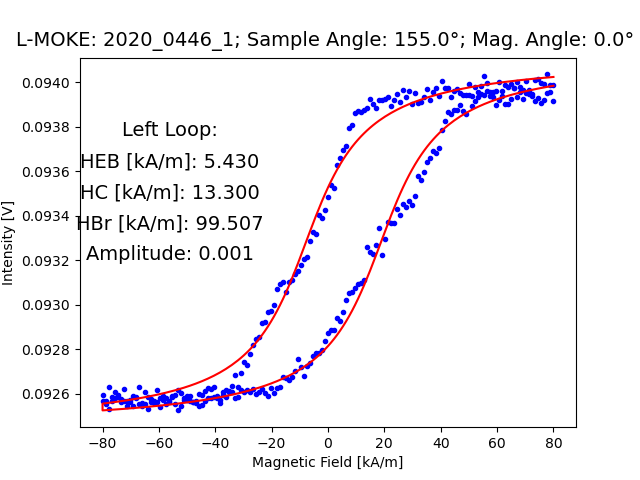 L-MOKE: 2020_0446_1; Sample Angle: 155.0°; Mag. Angle: 0.0°
0.0940
0.0938
0.0936
0.0934
0.0932
0.0930
0.0928
0.0926
Intensity [V]
Left Loop:
HEB [kA/m]: 5.430
HC [kA/m]: 13.300
HBr [kA/m]: 99.507
Amplitude: 0.001
−80 −60 −40 −20 0 20 40 60 80
Magnetic Field [kA/m]